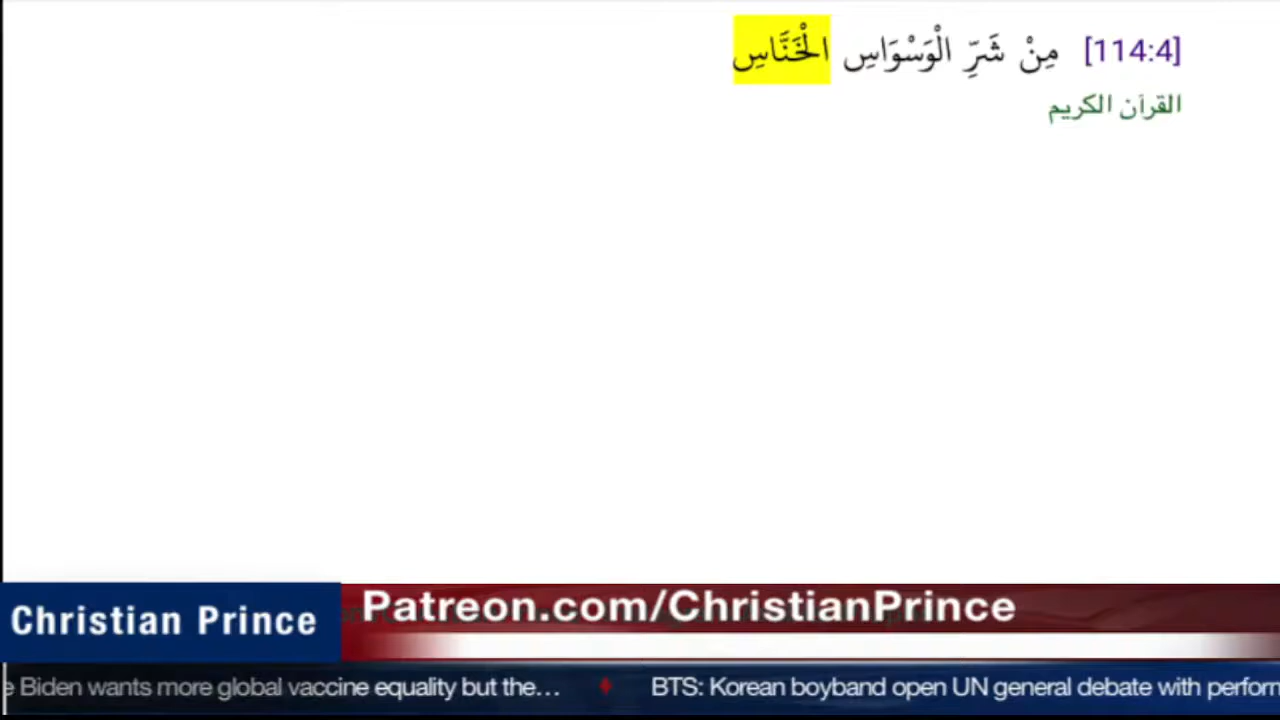 [114:4] مِنْ شَرِّ الْوَسْوَاسِ الْخَنَّاسِ
القرآن الكريم
Patreon.com/ChristianPrince
Christian Prince
e Biden wants more global vaccine equality but the… BTS: Korean boyband open UN general debate with perform